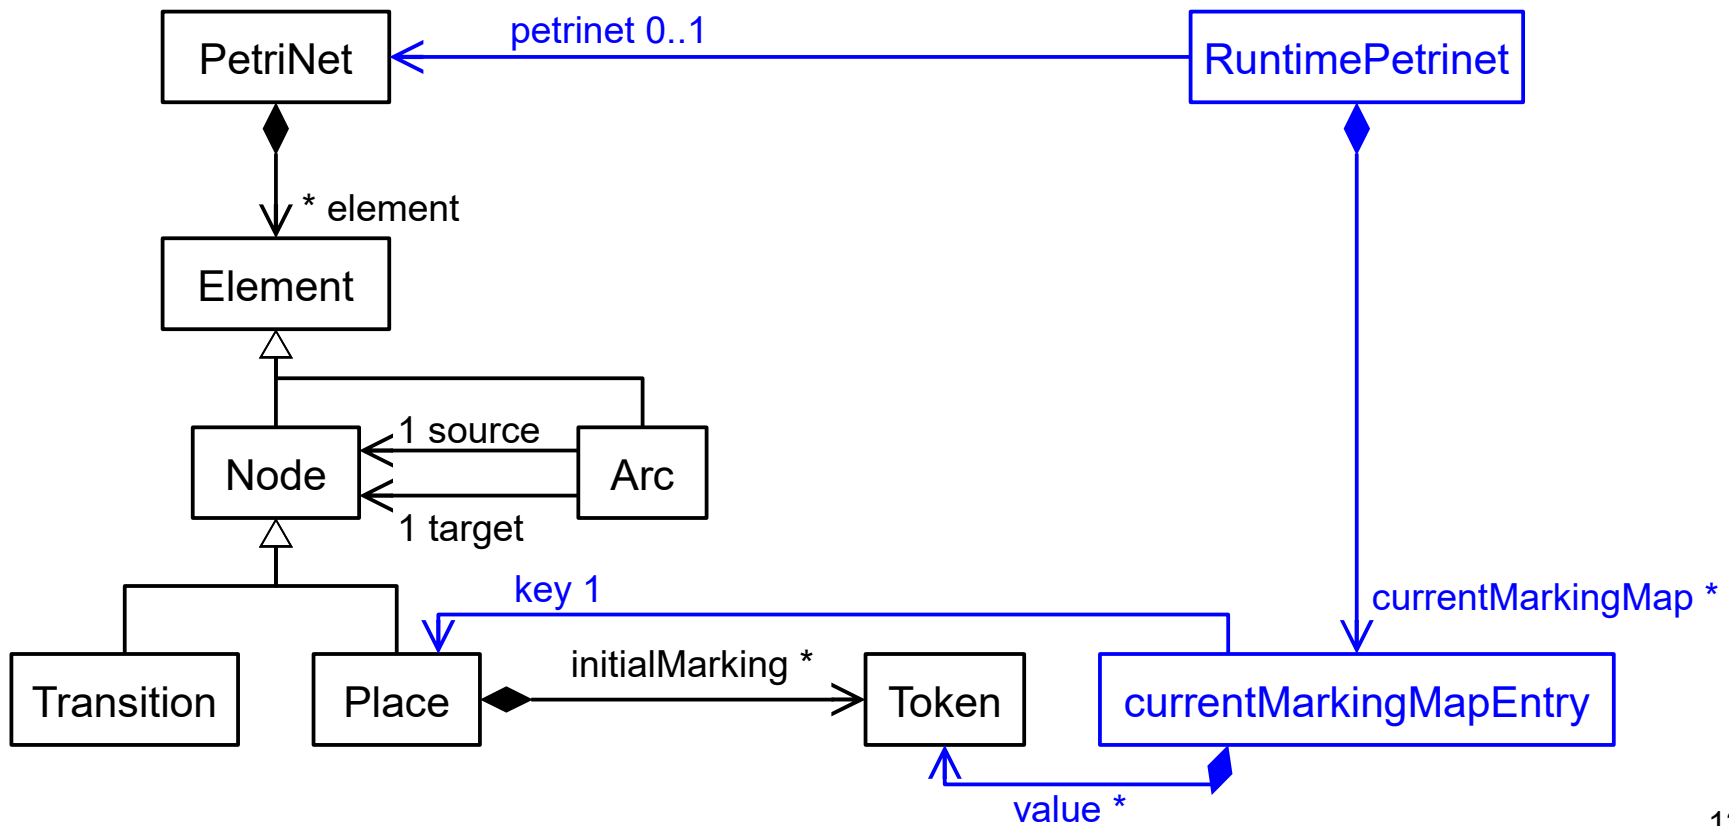 petrinet 0..1
PetriNet
RuntimePetrinet
* element
Element
1 source
Node
Arc
1 target
key 1
currentMarkingMap *
initialMarking *
Transition
Place
Token
currentMarkingMapEntry
value *